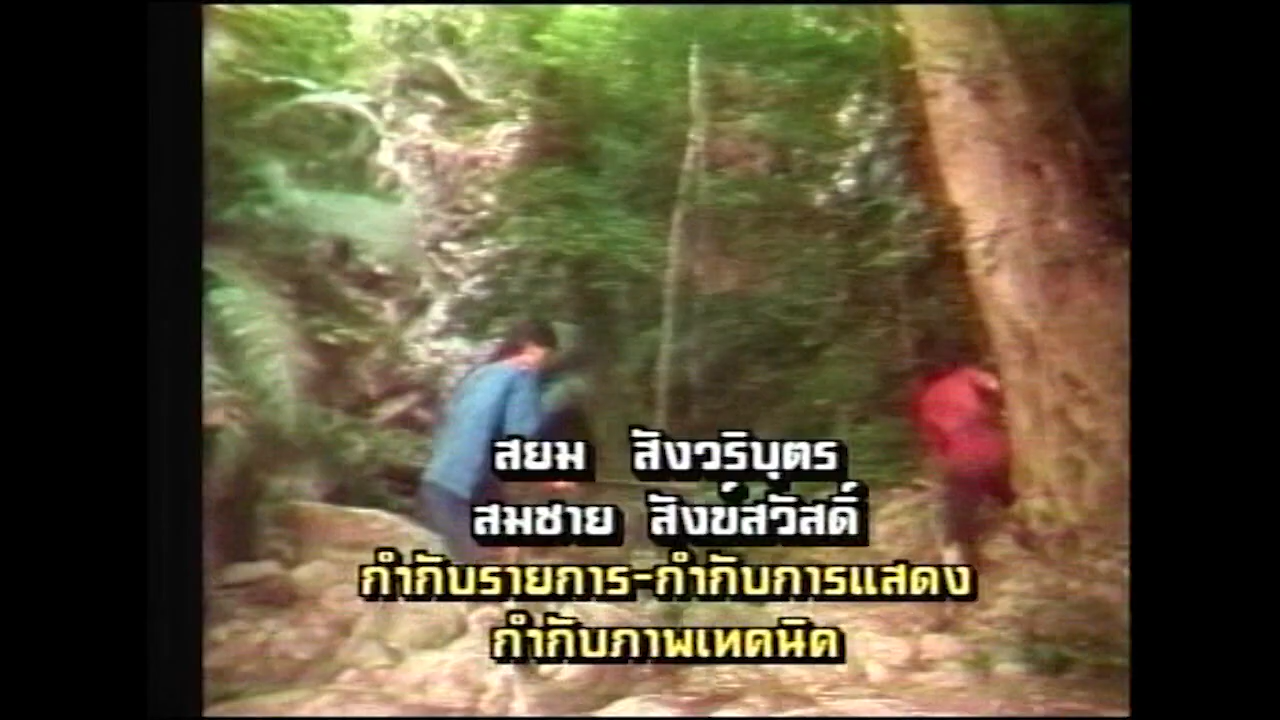 สยม สังวริบุตร
สมชาย สังข์สวัสดิ์
กำกับรายการ-กำกับการแสดง
กำกับภาพเทคนิค